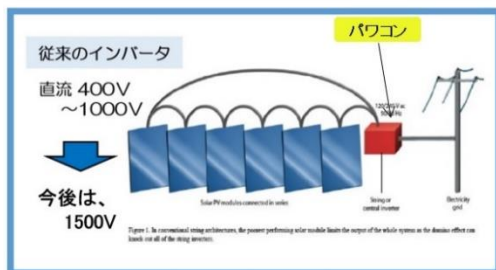 パワコン
従来のインバータ
直流 400V
～1000V
今後は、
1500V
Solar PV modules connected in series
String or
central inverter
Electricity
grid
Figure 1. In conventional string architectures, the poorest performing solar module limits the output of the whole system as the domino effect can
knock out all of the string inverters.